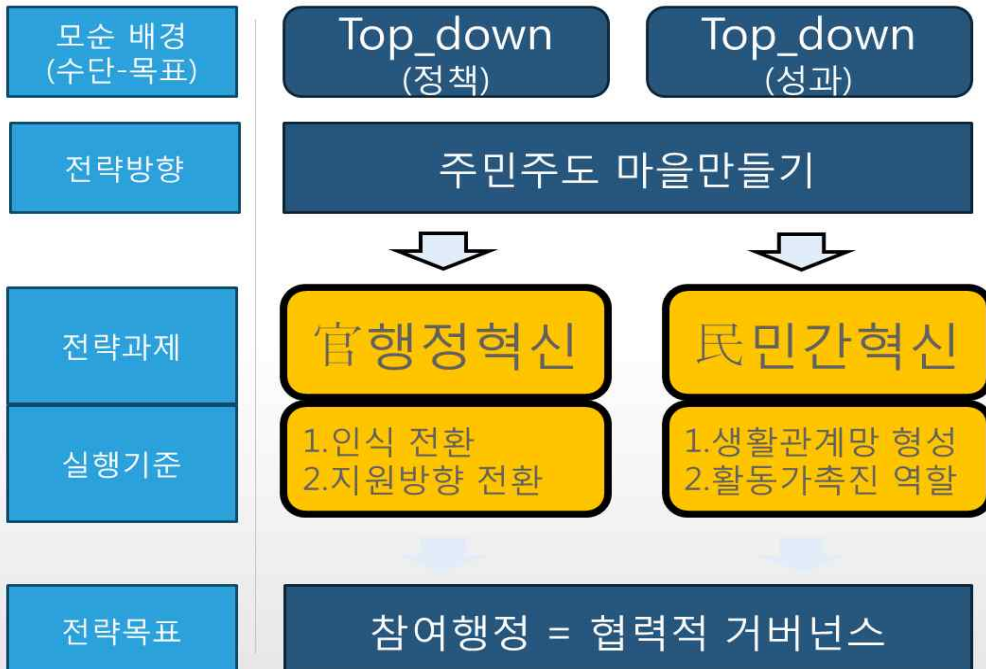 모순 배경
(수단-목표)
Top_down
(정책)
Top_down
(성과)
전략방향
주민주도 마을만들기
전략과제
官행정혁신
民민간혁신
실행기준
1.인식 전환
2.지원방향 전환
1.생활관계망 형성
2.활동가촉진 역할
전략목표
참여행정 = 협력적 거버넌스